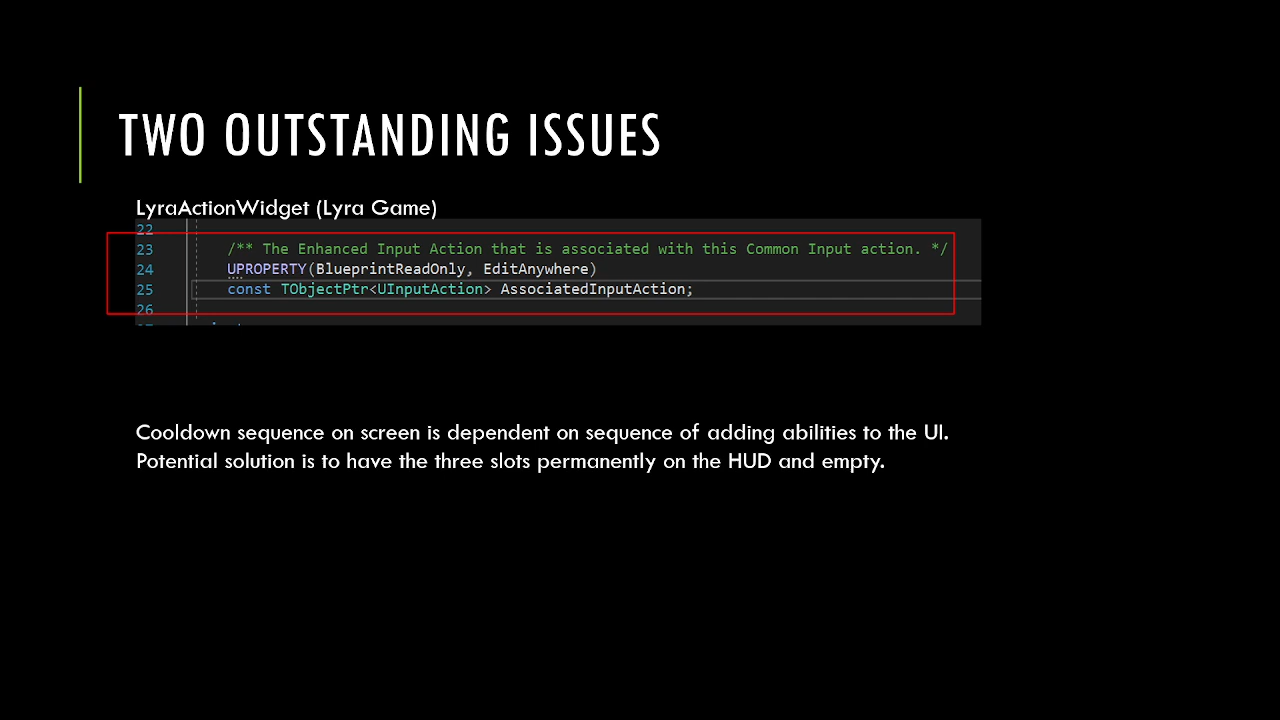 TWO OUTSTANDING ISSUES
LyraActionWidget (Lyra Game)
22
23 /** The Enhanced Input Action that is associated with this Common Input action. */
24 UPROPERTY(BlueprintReadOnly, EditAnywhere)
25 const TObjectPtr<UInputAction> AssociatedInputAction;
26
Cooldown sequence on screen is dependent on sequence of adding abilities to the UI.
Potential solution is to have the three slots permanently on the HUD and empty.